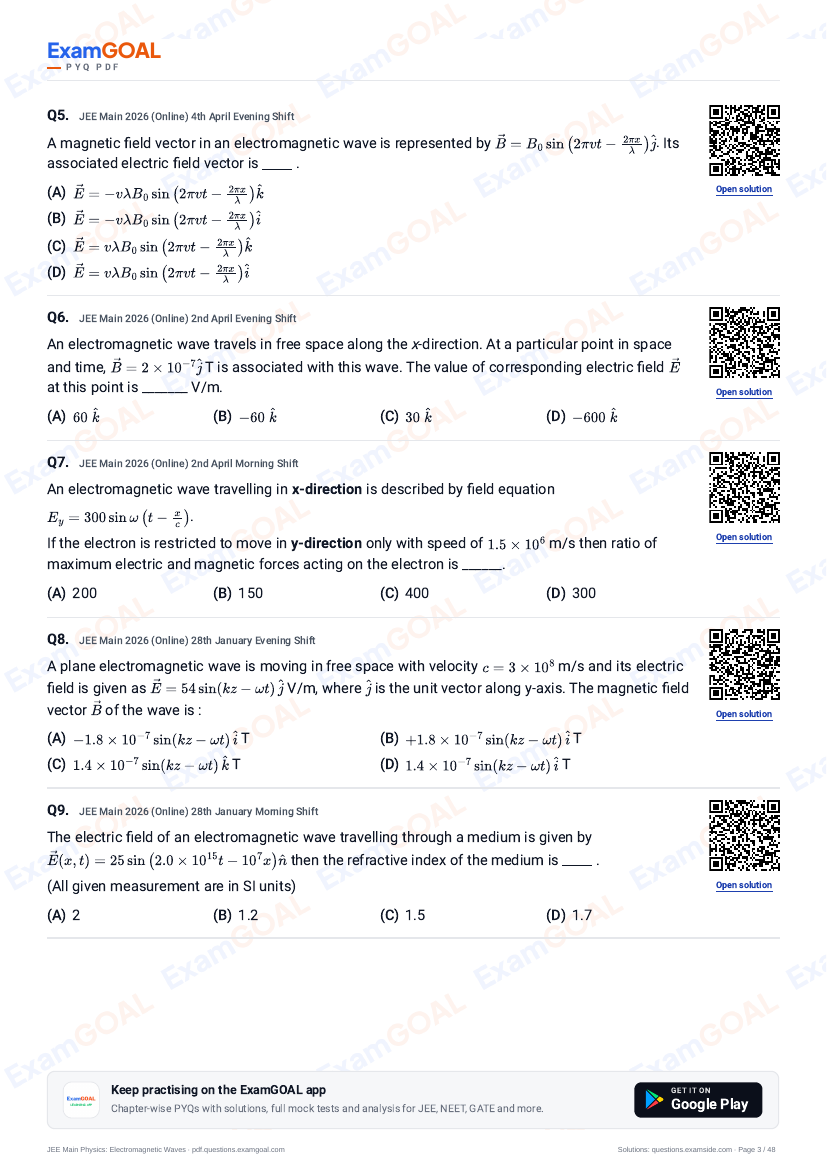 ExamGOAL
PYQ PDF
Q5. JEE Main 2026 (Online) 4th April Evening Shift
A magnetic field vector in an electromagnetic wave is represented by $\vec{B} = B_0 \sin\left(2\pi vt - \frac{2\pi x}{\lambda}\right)\hat{j}$. Its
associated electric field vector is ____ .
(A) $\vec{E} = -v\lambda B_0 \sin\left(2\pi vt - \frac{2\pi x}{\lambda}\right)\hat{k}$
(B) $\vec{E} = -v\lambda B_0 \sin\left(2\pi vt - \frac{2\pi x}{\lambda}\right)\hat{i}$
(C) $\vec{E} = v\lambda B_0 \sin\left(2\pi vt - \frac{2\pi x}{\lambda}\right)\hat{k}$
(D) $\vec{E} = v\lambda B_0 \sin\left(2\pi vt - \frac{2\pi x}{\lambda}\right)\hat{i}$
Open solution
Q6. JEE Main 2026 (Online) 2nd April Evening Shift
An electromagnetic wave travels in free space along the x-direction. At a particular point in space
and time, $\vec{B} = 2 \times 10^{-7}\hat{j}$ T is associated with this wave. The value of corresponding electric field $\vec{E}$
at this point is ______ V/m.
(A) $60\ \hat{k}$ (B) $-60\ \hat{k}$ (C) $30\ \hat{k}$ (D) $-600\ \hat{k}$
Open solution
Q7. JEE Main 2026 (Online) 2nd April Morning Shift
An electromagnetic wave travelling in x-direction is described by field equation
$E_y = 300 \sin \omega \left(t - \frac{x}{c}\right)$.
If the electron is restricted to move in y-direction only with speed of $1.5 \times 10^6$ m/s then ratio of
maximum electric and magnetic forces acting on the electron is ______.
(A) 200 (B) 150 (C) 400 (D) 300
Open solution
Q8. JEE Main 2026 (Online) 28th January Evening Shift
A plane electromagnetic wave is moving in free space with velocity $c = 3 \times 10^8$ m/s and its electric
field is given as $\vec{E} = 54 \sin(kz - \omega t)\,\hat{j}$ V/m, where $\hat{j}$ is the unit vector along y-axis. The magnetic field
vector $\vec{B}$ of the wave is :
(A) $-1.8 \times 10^{-7} \sin(kz - \omega t)\,\hat{i}$ T (B) $+1.8 \times 10^{-7} \sin(kz - \omega t)\,\hat{i}$ T
(C) $1.4 \times 10^{-7} \sin(kz - \omega t)\,\hat{k}$ T (D) $1.4 \times 10^{-7} \sin(kz - \omega t)\,\hat{i}$ T
Open solution
Q9. JEE Main 2026 (Online) 28th January Morning Shift
The electric field of an electromagnetic wave travelling through a medium is given by
$\vec{E}(x, t) = 25 \sin\left(2.0 \times 10^{15}t - 10^7 x\right)\hat{n}$ then the refractive index of the medium is ____ .
(All given measurement are in SI units)
(A) 2 (B) 1.2 (C) 1.5 (D) 1.7
Open solution
Keep practising on the ExamGOAL app
Chapter-wise PYQs with solutions, full mock tests and analysis for JEE, NEET, GATE and more.
GET IT ON
Google Play
JEE Main Physics: Electromagnetic Waves · pdf.questions.examgoal.com Solutions: questions.examside.com · Page 3 / 48